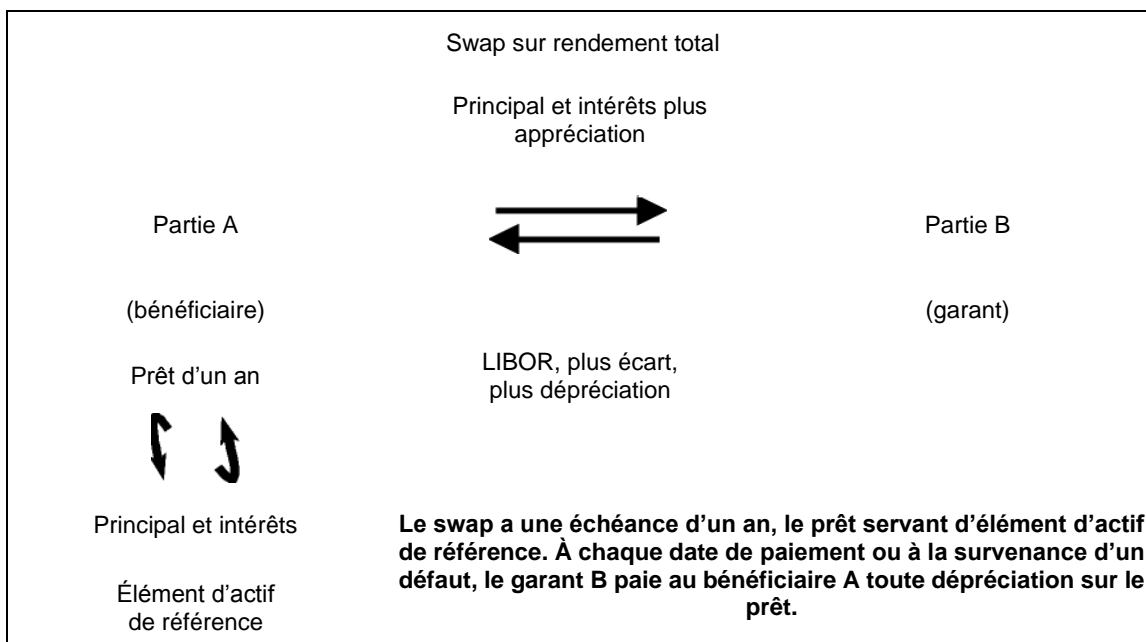 Swap sur rendement total
Principal et intérêts plus
appréciation
Partie A
Partie B
(bénéficiaire)
(garant)
Prêt d’un an
LIBOR, plus écart,
plus dépréciation
Principal et intérêts
Le swap a une échéance d’un an, le prêt servant d’élément d’actif
de référence. À chaque date de paiement ou à la survenance d’un
défaut, le garant B paie au bénéficiaire A toute dépréciation sur le
prêt.
Élément d’actif
de référence